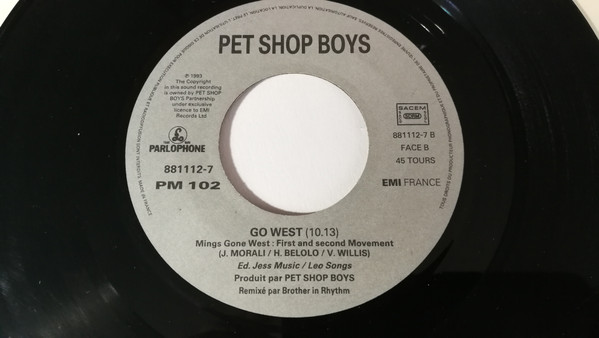 PET SHOP BOYS
℗ 1993
The Copyright
in this sound recording
is owned by PET SHOP
BOYS Partnership
under exclusive
licence to EMI
Records Ltd
PARLOPHONE
881112-7
PM 102
SACEM
881112-7 B
FACE B
45 TOURS
EMI FRANCE
GO WEST (10.13)
Mings Gone West : First and second Movement
(J. MORALI / H. BELOLO / V. WILLIS)
Ed. Jess Music / Leo Songs
Produit par PET SHOP BOYS
Remixé par Brother in Rhythm